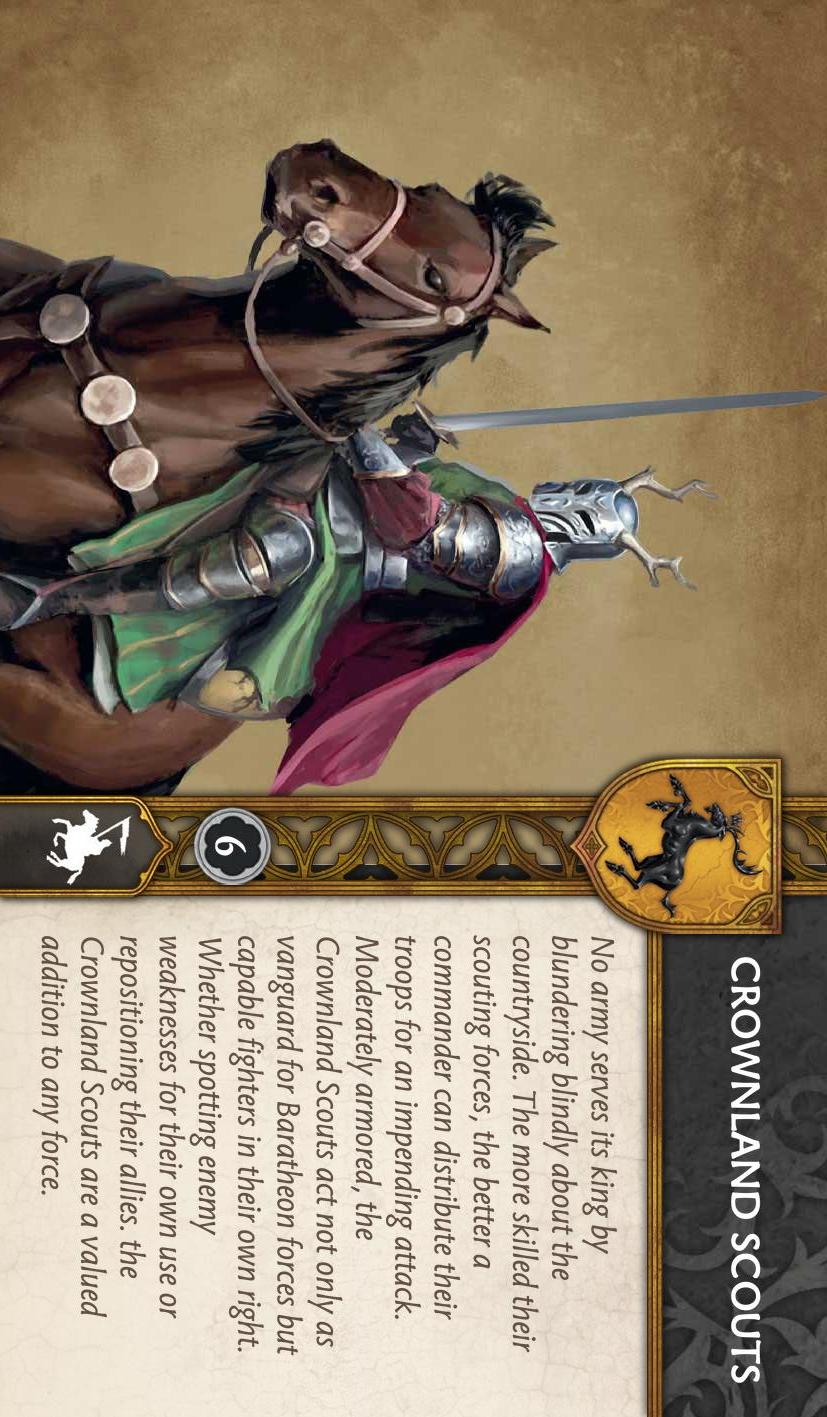 CROWNLAND SCOUTS
6
No army serves its king by
blundering blindly about the
countryside. The more skilled their
scouting forces, the better a
commander can distribute their
troops for an impending attack.
Moderately armored, the
Crownland Scouts act not only as
vanguard for Baratheon forces but
capable fighters in their own right.
Whether spotting enemy
weaknesses for their own use or
repositioning their allies. the
Crownland Scouts are a valued
addition to any force.